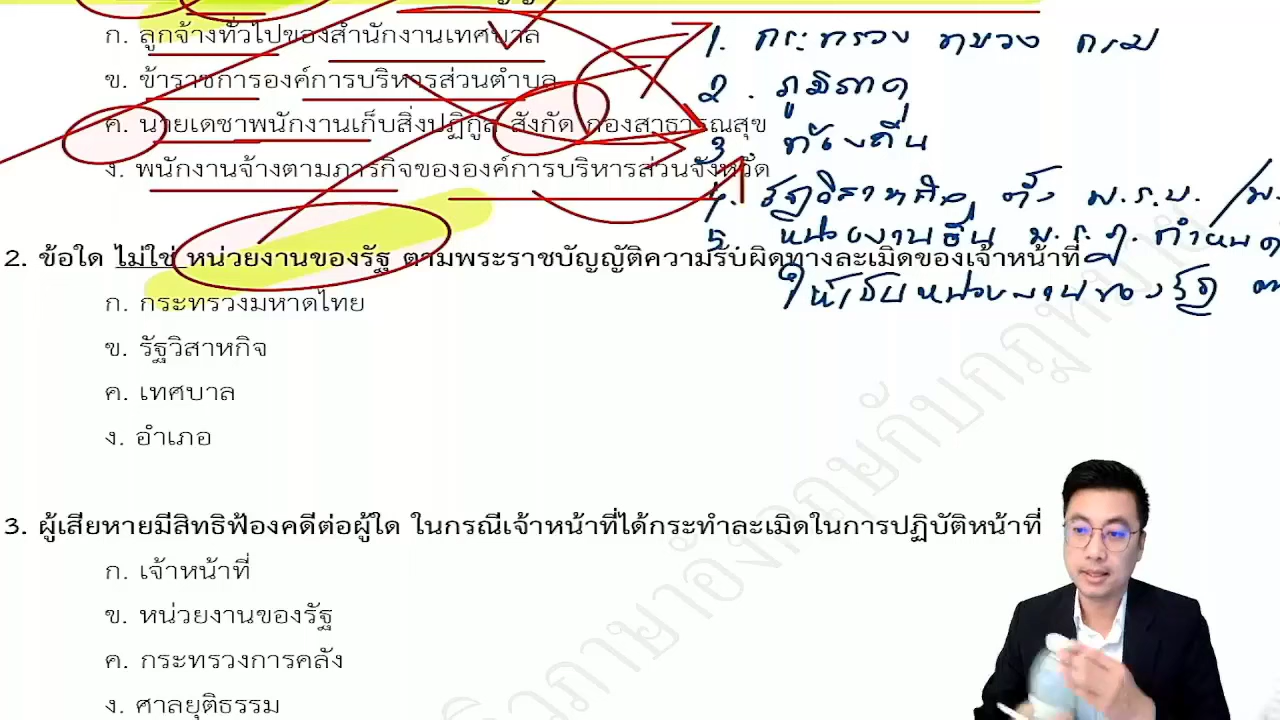 ก. ลูกจ้างทั่วไปของสำนักงานเทศบาล
ข. ข้าราชการองค์การบริหารส่วนตำบล
ค. นายเดชาพนักงานเก็บสิ่งปฏิกูล สังกัด กองสาธารณสุข
ง. พนักงานจ้างตามภารกิจขององค์การบริหารส่วนจังหวัด
1. กระทรวง ทบวง กรม
2. ภูมิภาค
3 ท้องถิ่น
4. รัฐวิสาหกิจ ตั้ง พ.ร.บ. / พ.
5. หน่วยงานอื่น พ.ร.ฎ. กำหนด
ให้เป็นหน่วยงานของรัฐ
2. ข้อใด ไม่ใช่ หน่วยงานของรัฐ ตามพระราชบัญญัติความรับผิดทางละเมิดของเจ้าหน้าที่
ก. กระทรวงมหาดไทย
ข. รัฐวิสาหกิจ
ค. เทศบาล
ง. อำเภอ
3. ผู้เสียหายมีสิทธิฟ้องคดีต่อผู้ใด ในกรณีเจ้าหน้าที่ได้กระทำละเมิดในการปฏิบัติหน้าที่
ก. เจ้าหน้าที่
ข. หน่วยงานของรัฐ
ค. กระทรวงการคลัง
ง. ศาลยุติธรรม
ติวภาษาอังกฤษกับกฎหมาย